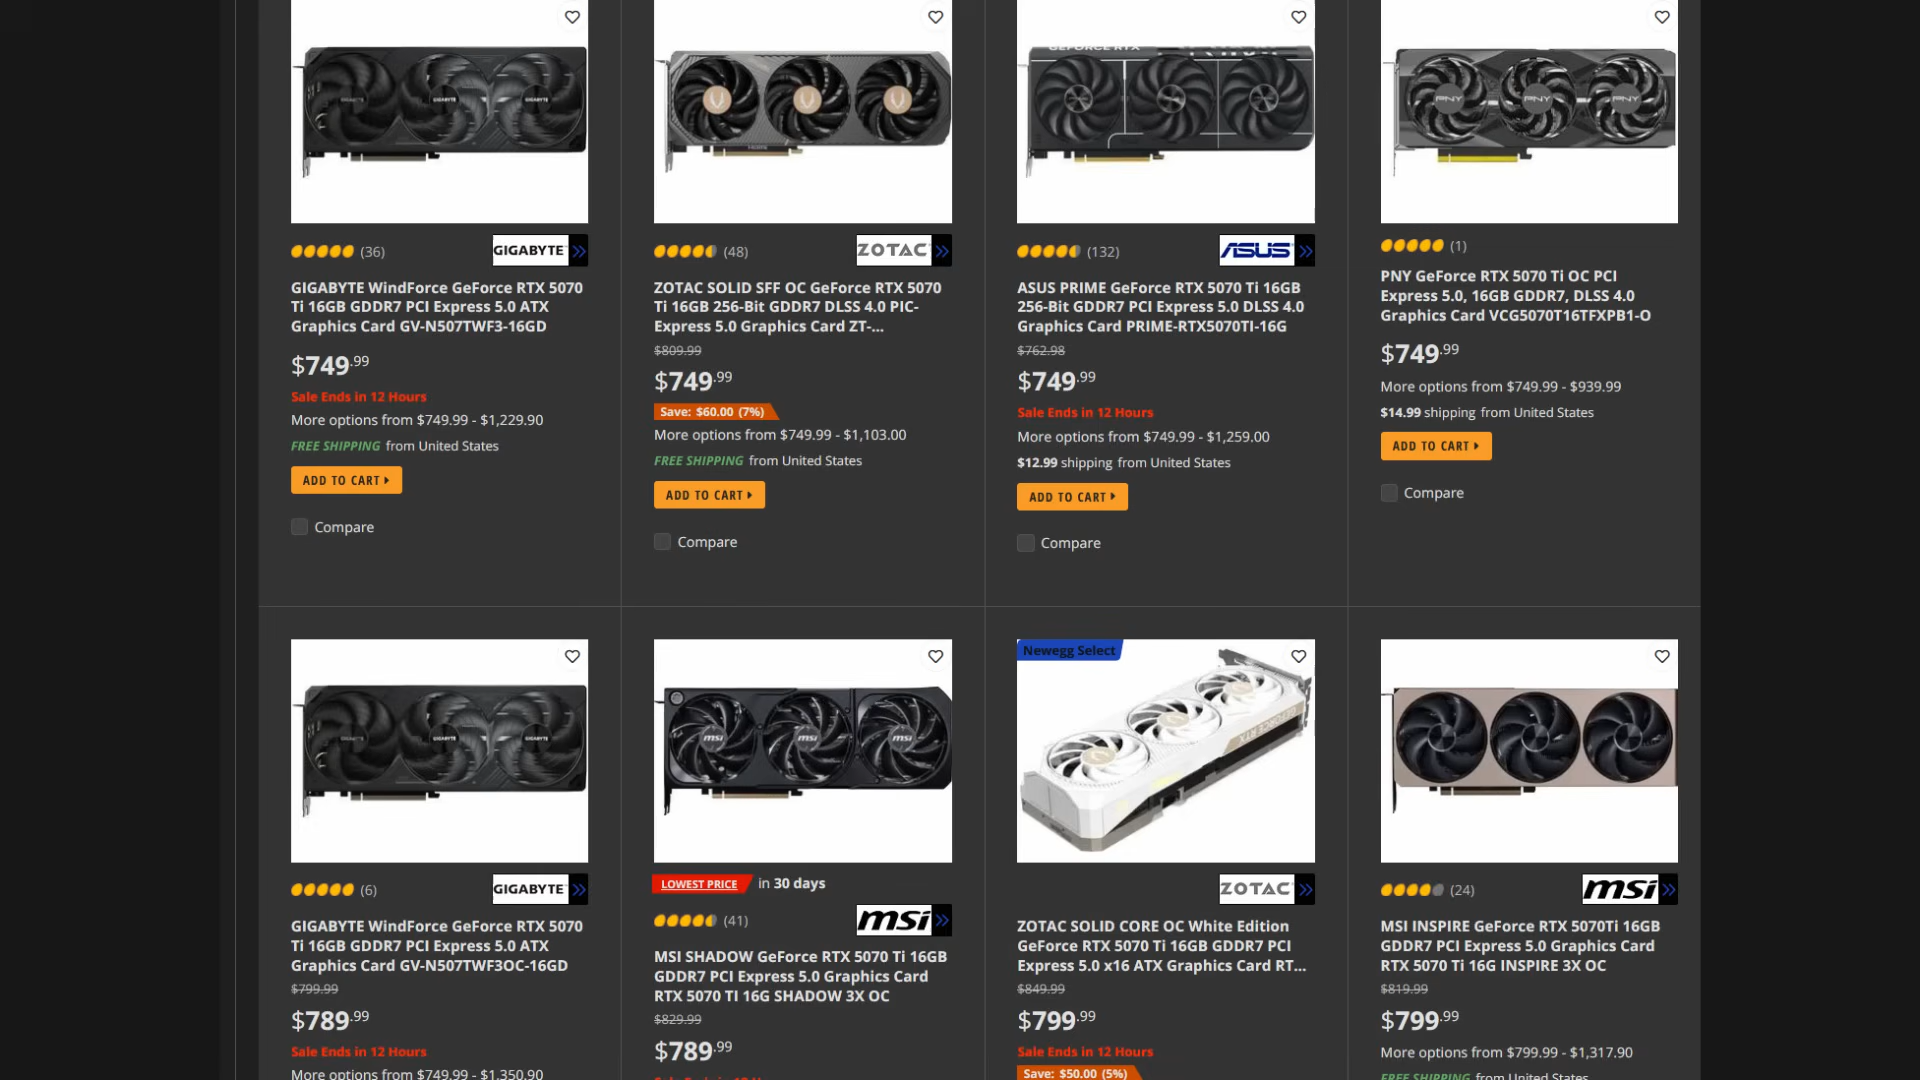 (36)
GIGABYTE
GIGABYTE WindForce GeForce RTX 5070
Ti 16GB GDDR7 PCI Express 5.0 ATX
Graphics Card GV-N507TWF3-16GD
$749.99
Sale Ends in 12 Hours
More options from $749.99 - $1,229.90
FREE SHIPPING from United States
ADD TO CART
Compare
(48)
ZOTAC
ZOTAC SOLID SFF OC GeForce RTX 5070
Ti 16GB 256-Bit GDDR7 DLSS 4.0 PIC-
Express 5.0 Graphics Card ZT-...
$809.99
$749.99
Save: $60.00 (7%)
More options from $749.99 - $1,103.00
FREE SHIPPING from United States
ADD TO CART
Compare
GEFORCE RTX
(132)
ASUS
ASUS PRIME GeForce RTX 5070 Ti 16GB
256-Bit GDDR7 PCI Express 5.0 DLSS 4.0
Graphics Card PRIME-RTX5070TI-16G
$762.98
$749.99
Sale Ends in 12 Hours
More options from $749.99 - $1,259.00
$12.99 shipping from United States
ADD TO CART
Compare
PNY PNY PNY
(1)
PNY GeForce RTX 5070 Ti OC PCI
Express 5.0, 16GB GDDR7, DLSS 4.0
Graphics Card VCG5070T16TFXPB1-O
$749.99
More options from $749.99 - $939.99
$14.99 shipping from United States
ADD TO CART
Compare
(6)
GIGABYTE
GIGABYTE WindForce GeForce RTX 5070
Ti 16GB GDDR7 PCI Express 5.0 ATX
Graphics Card GV-N507TWF3OC-16GD
$799.99
$789.99
Sale Ends in 12 Hours
More options from $749.99 - $1,350.90
msi msi msi
LOWEST PRICE in 30 days
(41)
msi
MSI SHADOW GeForce RTX 5070 Ti 16GB
GDDR7 PCI Express 5.0 Graphics Card
RTX 5070 TI 16G SHADOW 3X OC
$829.99
$789.99
Newegg Select
GEFORCE RTX
ZOTAC
ZOTAC SOLID CORE OC White Edition
GeForce RTX 5070 Ti 16GB GDDR7 PCI
Express 5.0 x16 ATX Graphics Card RT...
$849.99
$799.99
Sale Ends in 12 Hours
Save: $50.00 (5%)
(24)
msi
MSI INSPIRE GeForce RTX 5070Ti 16GB
GDDR7 PCI Express 5.0 Graphics Card
RTX 5070 Ti 16G INSPIRE 3X OC
$819.99
$799.99
More options from $799.99 - $1,317.90
FREE SHIPPING from United States